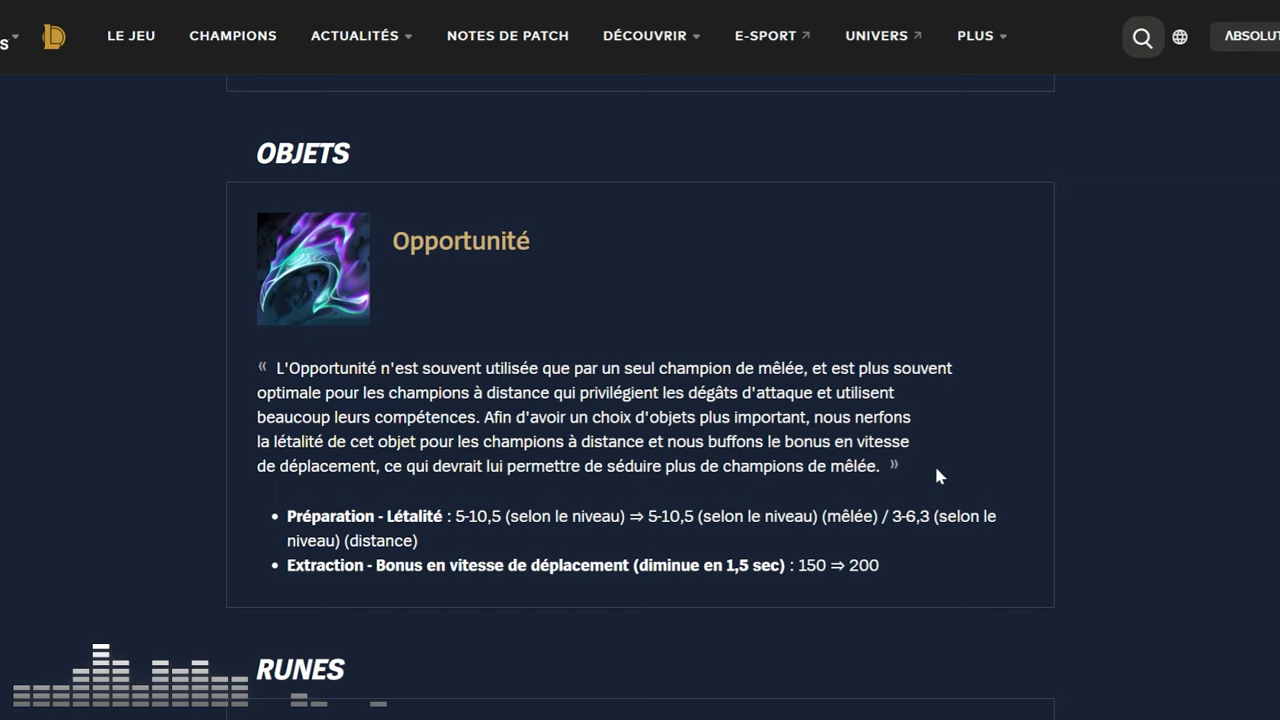 S
LE JEU CHAMPIONS ACTUALITÉS NOTES DE PATCH DÉCOUVRIR E-SPORT UNIVERS PLUS ABSOLUT
OBJETS
Opportunité
« L'Opportunité n'est souvent utilisée que par un seul champion de mêlée, et est plus souvent
optimale pour les champions à distance qui privilégient les dégâts d'attaque et utilisent
beaucoup leurs compétences. Afin d'avoir un choix d'objets plus important, nous nerfons
la létalité de cet objet pour les champions à distance et nous buffons le bonus en vitesse
de déplacement, ce qui devrait lui permettre de séduire plus de champions de mêlée. »
• Préparation - Létalité : 5-10,5 (selon le niveau) ⇒ 5-10,5 (selon le niveau) (mêlée) / 3-6,3 (selon le
niveau) (distance)
• Extraction - Bonus en vitesse de déplacement (diminue en 1,5 sec) : 150 ⇒ 200
RUNES